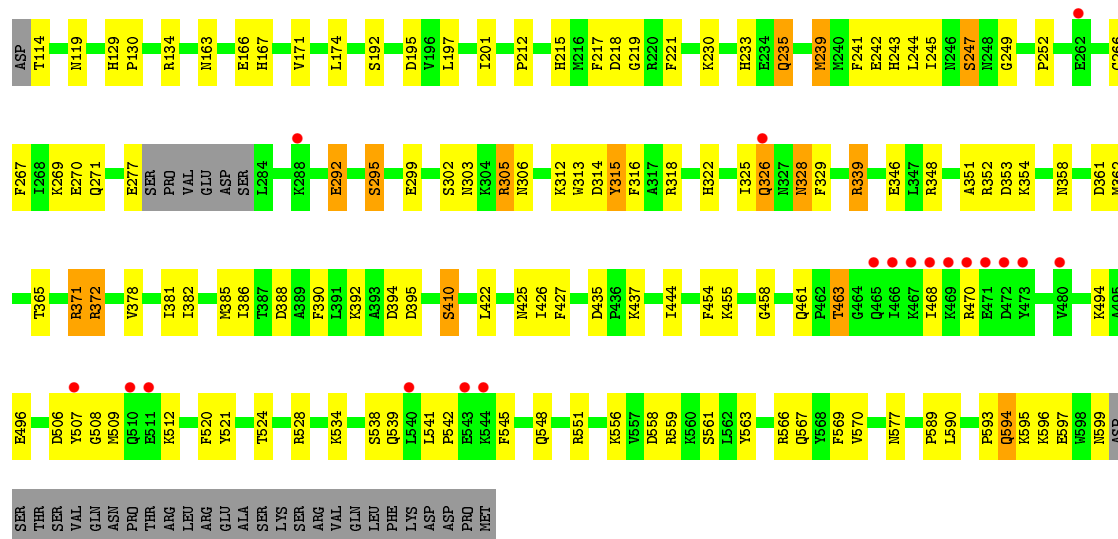 ASP T114 N119 H129 P130 R134 N163 E166 H167 V171 L174 S192 D195 V196 L197 I201 P212 H215 M216 F217 D218 G219 R220 F221 K230 H233 E234 Q235 M239 M240 F241 E242 H243 L244 I245 N246 S247 N248 G249 P252 E262
F267 I268 K269 E270 Q271 E277 SER PRO VAL GLU ASP SER L284 K288 E292 S295 E299 S302 N303 K304 R305 N306 K312 W313 D314 Y315 F316 A317 R318 H322 I325 Q326 N327 N328 F329 R339 E346 L347 R348 A351 R352 D353 K354 N358 D361
T365 R371 R372 V378 I381 I382 M385 I386 I387 D388 A389 F390 L391 K392 A393 D394 D395 S410 L422 N425 I426 F427 D435 P436 K437 I444 F454 K455 G458 Q461 P462 T463 G464 Q465 I466 K467 I468 K469 R470 E471 D472 Y473 V480 K494
E496 D506 Y507 G508 M509 Q510 E511 K512 F520 Y521 T524 R528 K534 S538 Q539 L540 L541 P542 E543 K544 F545 Q548 R551 K556 V557 D558 R559 K560 S561 L562 Y563 R566 Q567 Y568 F569 V570 N577 P589 L590 P593 Q594 K595 K596 E597 W598 N599 ASP
SER THR SER VAL GLN ASN PRO THR ARG LEU ARG GLU ALA SER LYS SER ARG VAL GLN LEU PHE LYS ASP ASP PRO MET